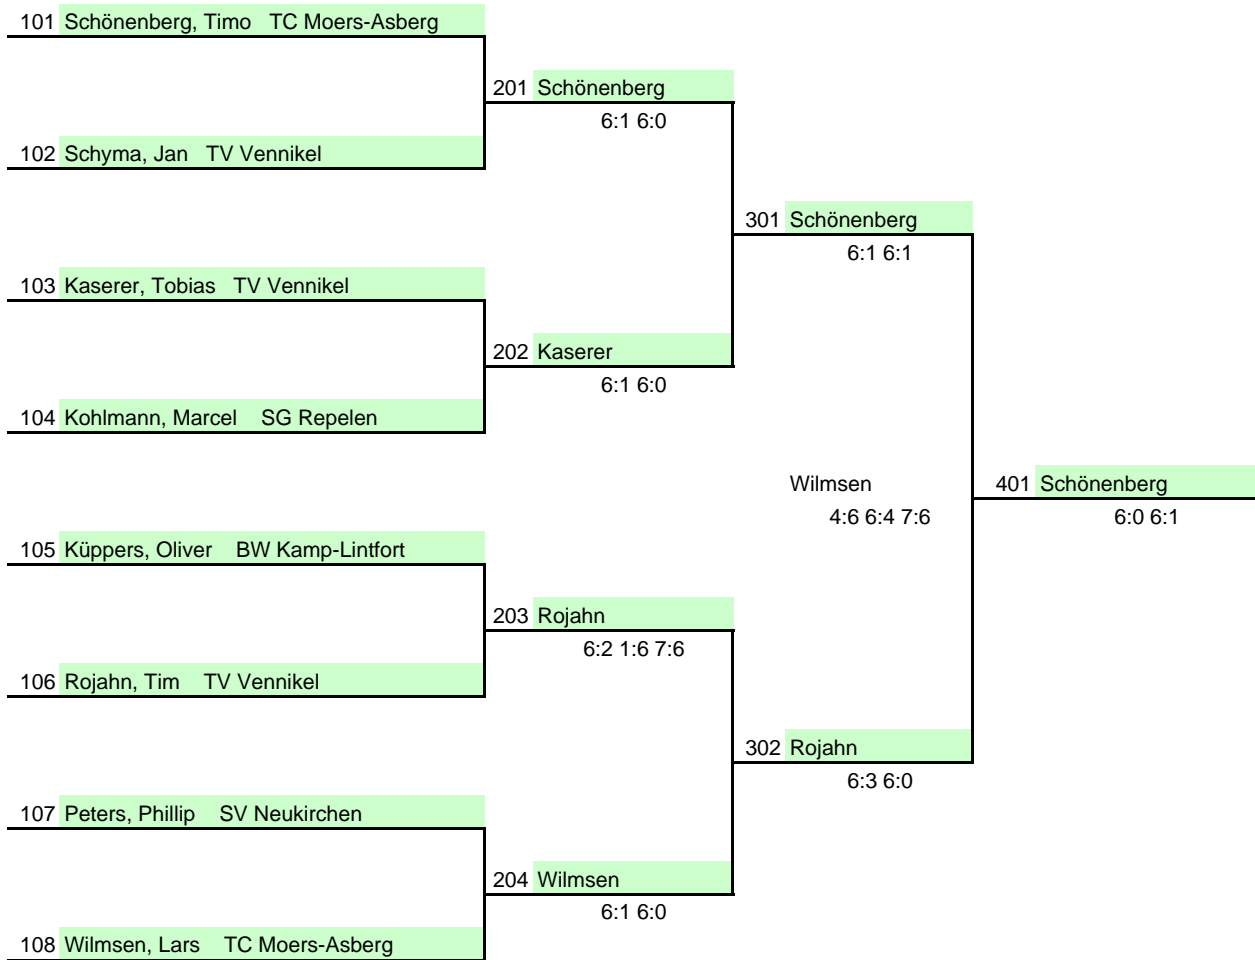 101 Schönenberg, Timo TC Moers-Asberg
201 Schönenberg
6:1 6:0
102 Schyma, Jan TV Vennikel
301 Schönenberg
6:1 6:1
103 Kaserer, Tobias TV Vennikel
202 Kaserer
6:1 6:0
104 Kohlmann, Marcel SG Repelen
Wilmsen 401 Schönenberg
4:6 6:4 7:6 6:0 6:1
105 Küppers, Oliver BW Kamp-Lintfort
203 Rojahn
6:2 1:6 7:6
106 Rojahn, Tim TV Vennikel
302 Rojahn
6:3 6:0
107 Peters, Phillip SV Neukirchen
204 Wilmsen
6:1 6:0
108 Wilmsen, Lars TC Moers-Asberg